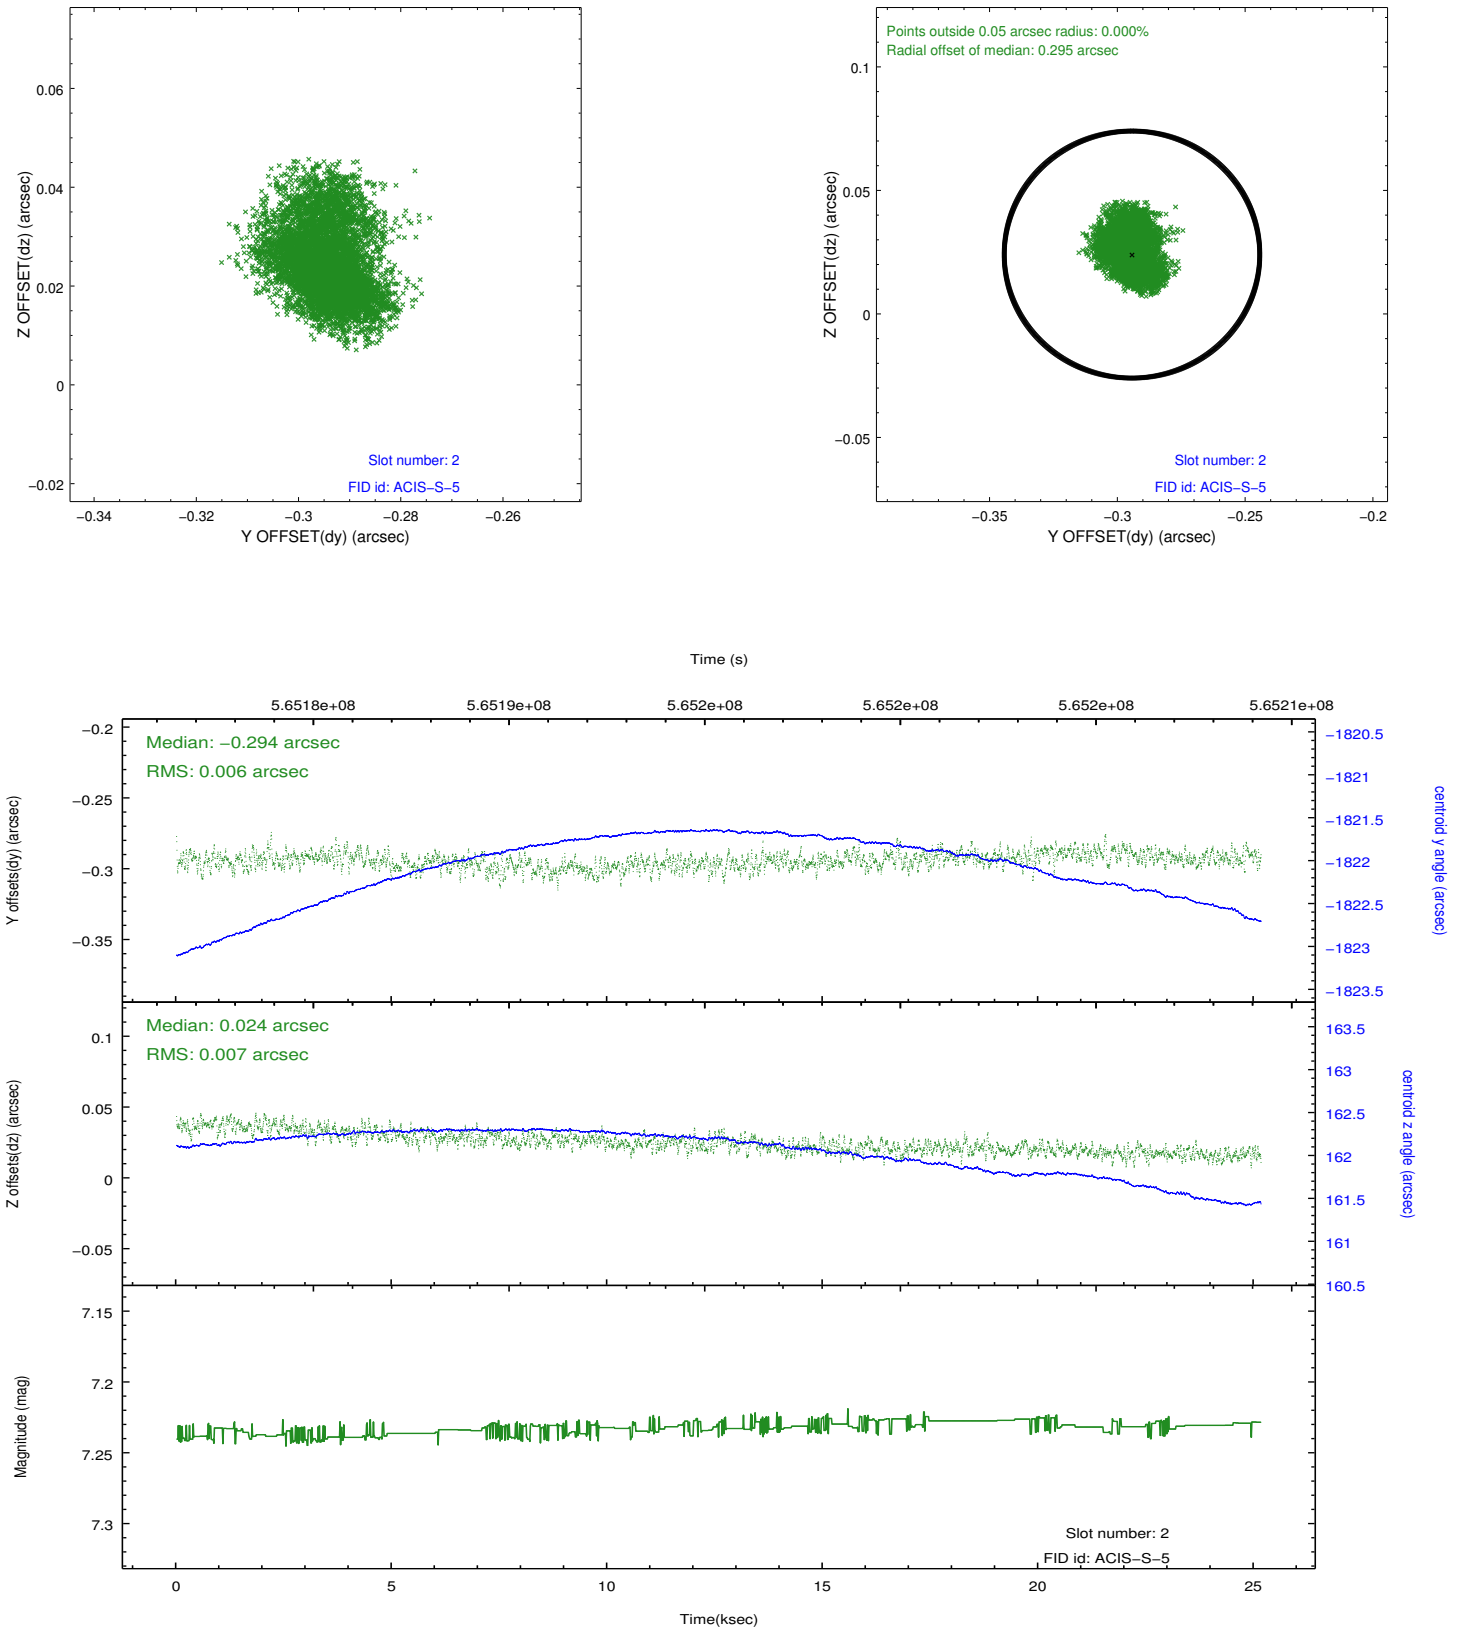 0.06
0.04
0.02
0
−0.02
Z OFFSET(dz) (arcsec)
Slot number: 2
FID id: ACIS−S−5
−0.34 −0.32 −0.3 −0.28 −0.26
Y OFFSET(dy) (arcsec)
Points outside 0.05 arcsec radius: 0.000%
Radial offset of median: 0.295 arcsec
0.1
0.05
0
−0.05
Z OFFSET(dz) (arcsec)
Slot number: 2
FID id: ACIS−S−5
−0.35 −0.3 −0.25 −0.2
Y OFFSET(dy) (arcsec)
Time (s)
5.6518e+08 5.6519e+08 5.652e+08 5.652e+08 5.652e+08 5.6521e+08
Median: −0.294 arcsec
RMS: 0.006 arcsec
−0.2
−0.25
−0.3
−0.35
Y offsets(dy) (arcsec)
−1820.5
−1821
−1821.5
−1822
−1822.5
−1823
−1823.5
centroid y angle (arcsec)
Median: 0.024 arcsec
RMS: 0.007 arcsec
0.1
0.05
0
−0.05
Z offsets(dz) (arcsec)
163.5
163
162.5
162
161.5
161
160.5
centroid z angle (arcsec)
7.15
7.2
7.25
7.3
Magnitude (mag)
Slot number: 2
FID id: ACIS−S−5
0 5 10 15 20 25
Time(ksec)